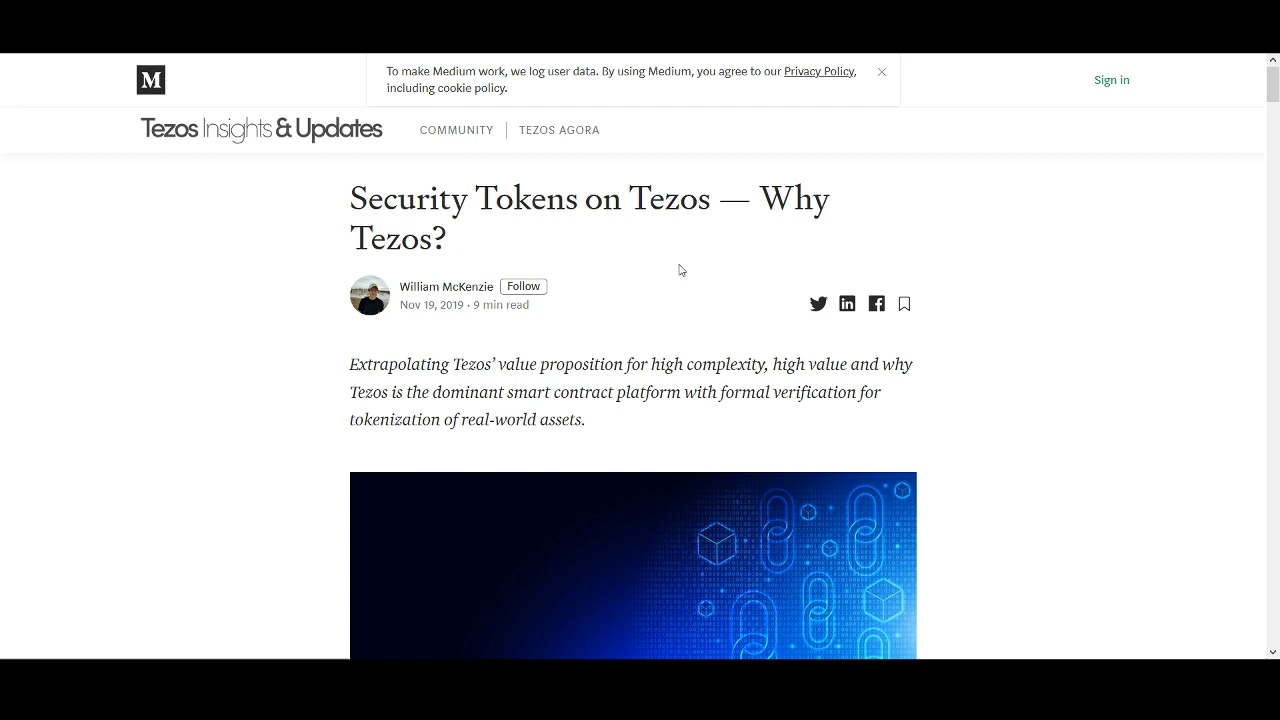 M
To make Medium work, we log user data. By using Medium, you agree to our Privacy Policy,
including cookie policy.
Sign in
Tezos Insights & Updates
COMMUNITY
TEZOS AGORA
Security Tokens on Tezos — Why
Tezos?
William McKenzie
Follow
Nov 19, 2019 · 9 min read
Extrapolating Tezos’ value proposition for high complexity, high value and why
Tezos is the dominant smart contract platform with formal verification for
tokenization of real-world assets.